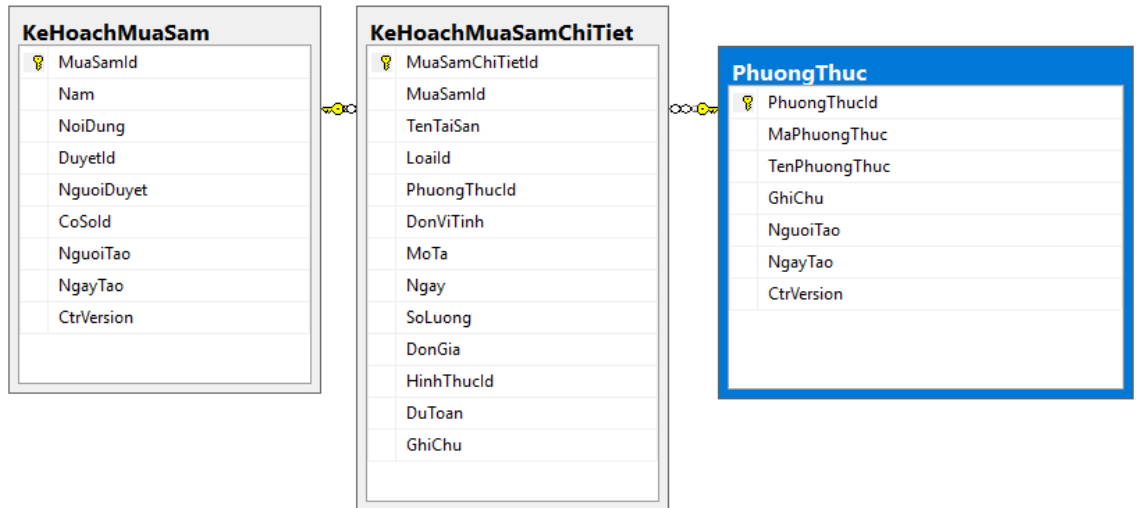 KeHoachMuaSam
MuaSamId
Nam
NoiDung
DuyetId
NguoiDuyet
CoSoId
NguoiTao
NgayTao
CtrVersion
KeHoachMuaSamChiTiet
MuaSamChiTietId
MuaSamId
TenTaiSan
LoaiId
PhuongThucId
DonViTinh
MoTa
Ngay
SoLuong
DonGia
HinhThucId
DuToan
GhiChu
PhuongThuc
PhuongThucId
MaPhuongThuc
TenPhuongThuc
GhiChu
NguoiTao
NgayTao
CtrVersion